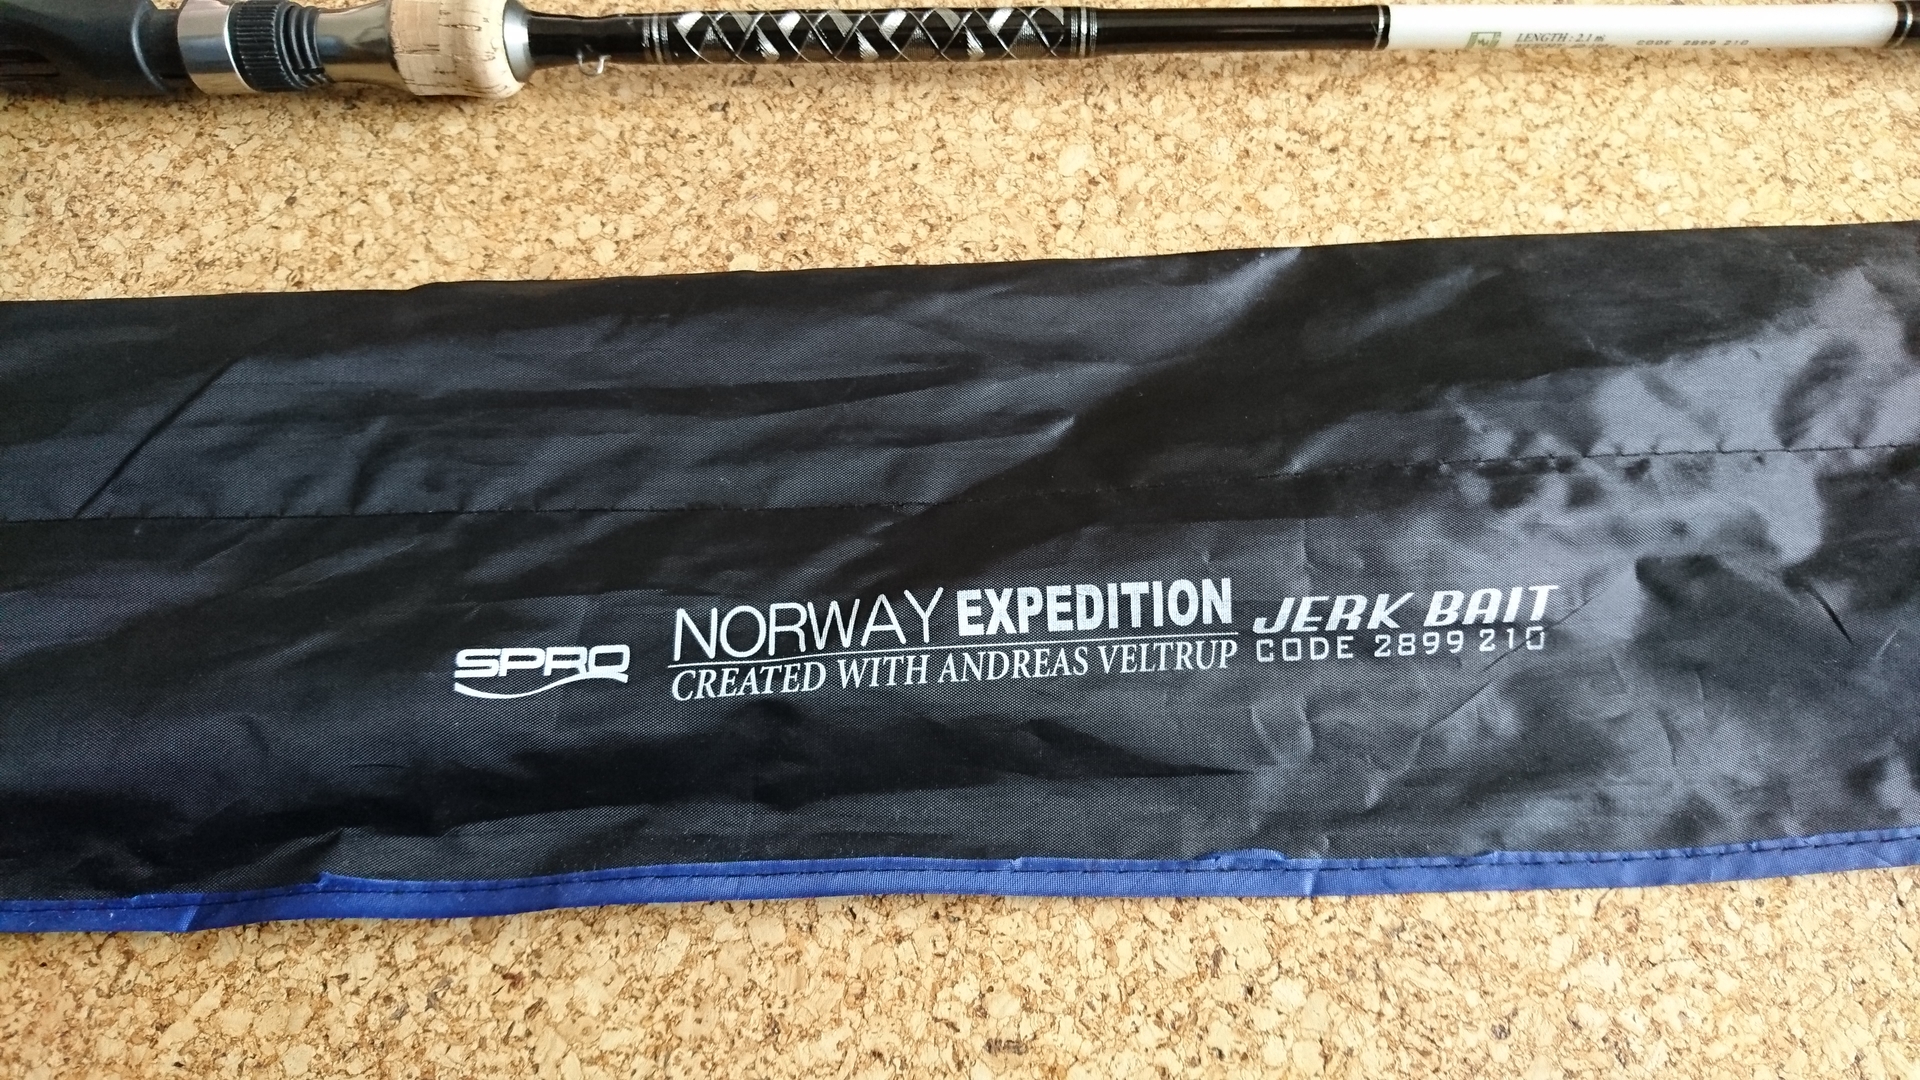 LENGTH : 2.1 m
CODE 2899 210
SPRO
NORWAY EXPEDITION
CREATED WITH ANDREAS VELTRUP
JERK BAIT
CODE 2899 210